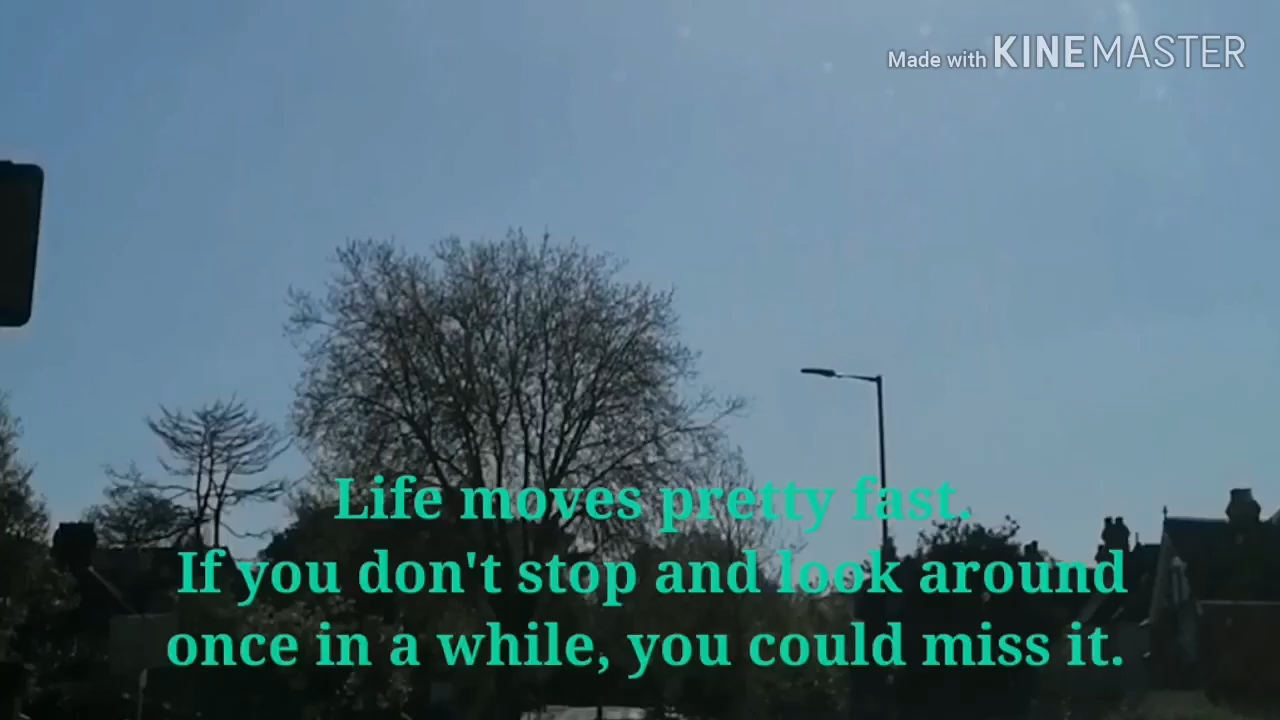 Made with KINEMASTER
Life moves pretty fast.
If you don't stop and look around
once in a while, you could miss it.